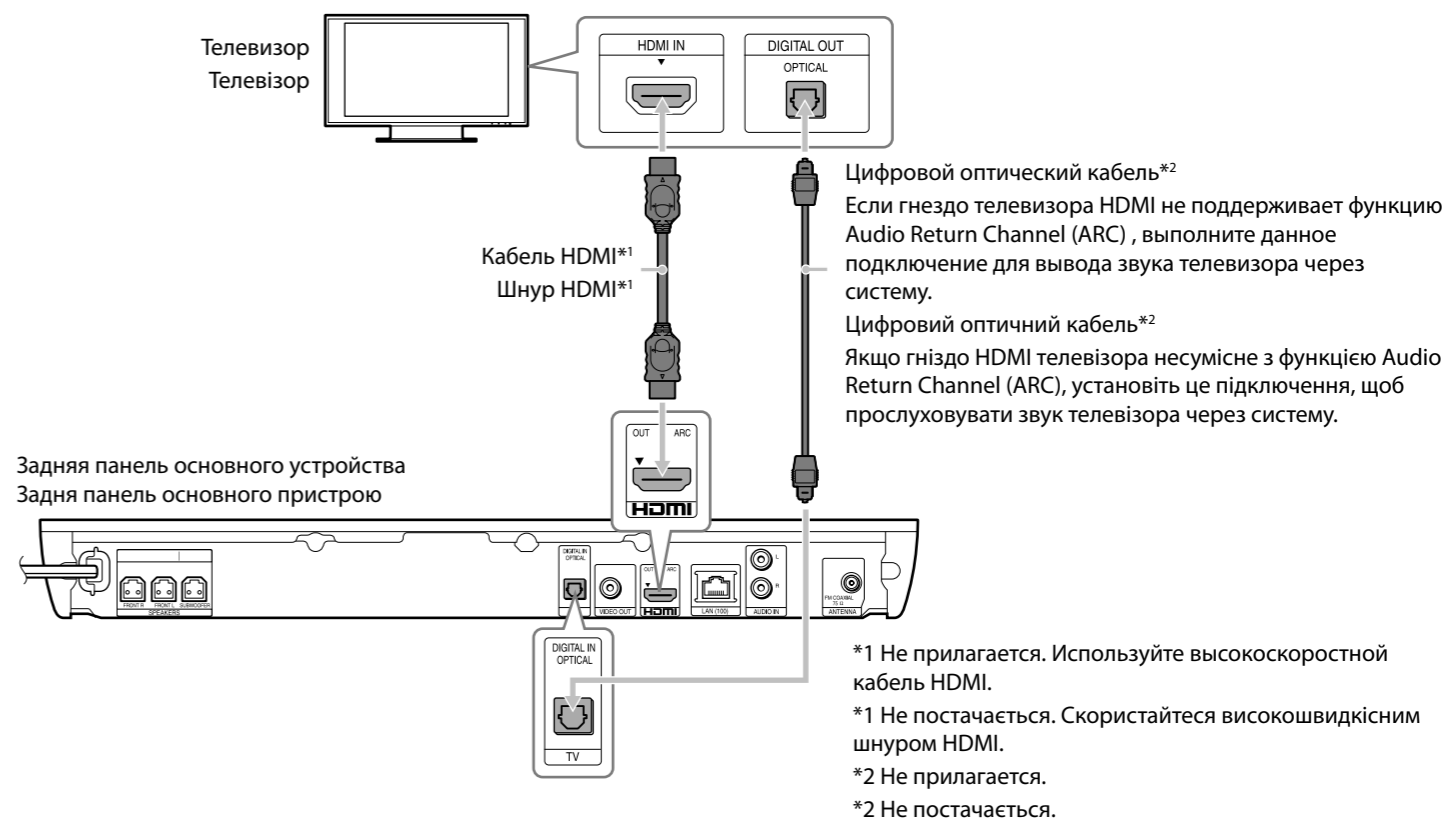 Телевизор
Телевізор
HDMI IN
DIGITAL OUT
OPTICAL
Кабель HDMI*1
Шнур HDMI*1
Цифровой оптический кабель*2
Если гнездо телевизора HDMI не поддерживает функцию
Audio Return Channel (ARC) , выполните данное
подключение для вывода звука телевизора через
систему.
Цифровий оптичний кабель*2
Якщо гніздо HDMI телевізора несумісне з функцією Audio
Return Channel (ARC), установіть це підключення, щоб
прослуховувати звук телевізора через систему.
OUT ARC
HDMI
Задняя панель основного устройства
Задня панель основного пристрою
FRONT R FRONT L SUBWOOFER
SPEAKERS
DIGITAL IN
OPTICAL
TV
VIDEO OUT
OUT ARC
HDMI
LAN (100)
L
R
AUDIO IN
FM COAXIAL
75 Ω
ANTENNA
DIGITAL IN
OPTICAL
TV
*1 Не прилагается. Используйте высокоскоростной
кабель HDMI.
*1 Не постачається. Скористайтеся високошвидкісним
шнуром HDMI.
*2 Не прилагается.
*2 Не постачається.